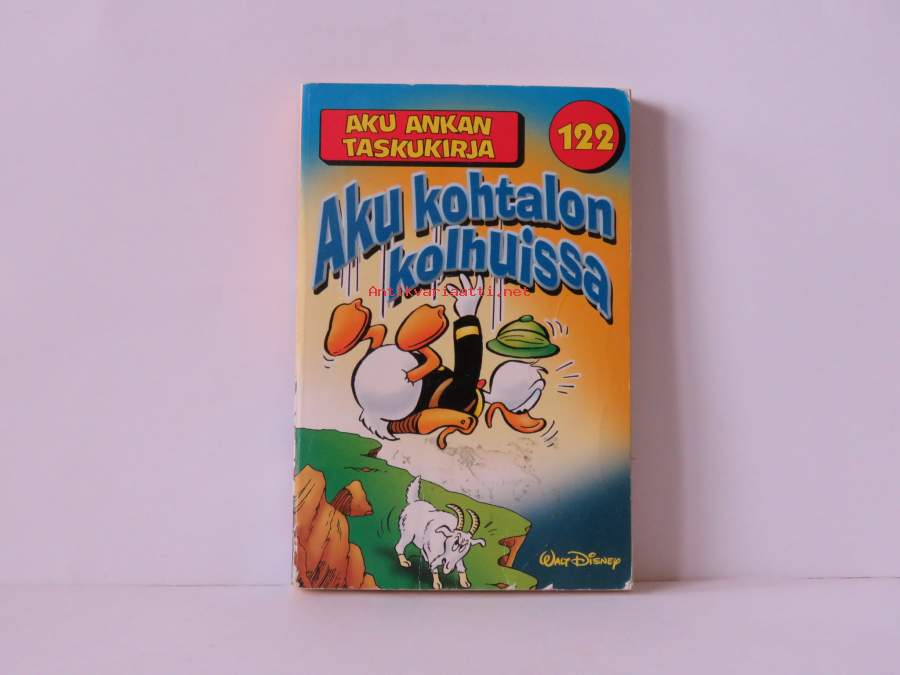 AKU ANKAN
TASKUKIRJA
122
Aku kohtalon
kolhuissa
Antikvariaatti.net
WALT DISNEY